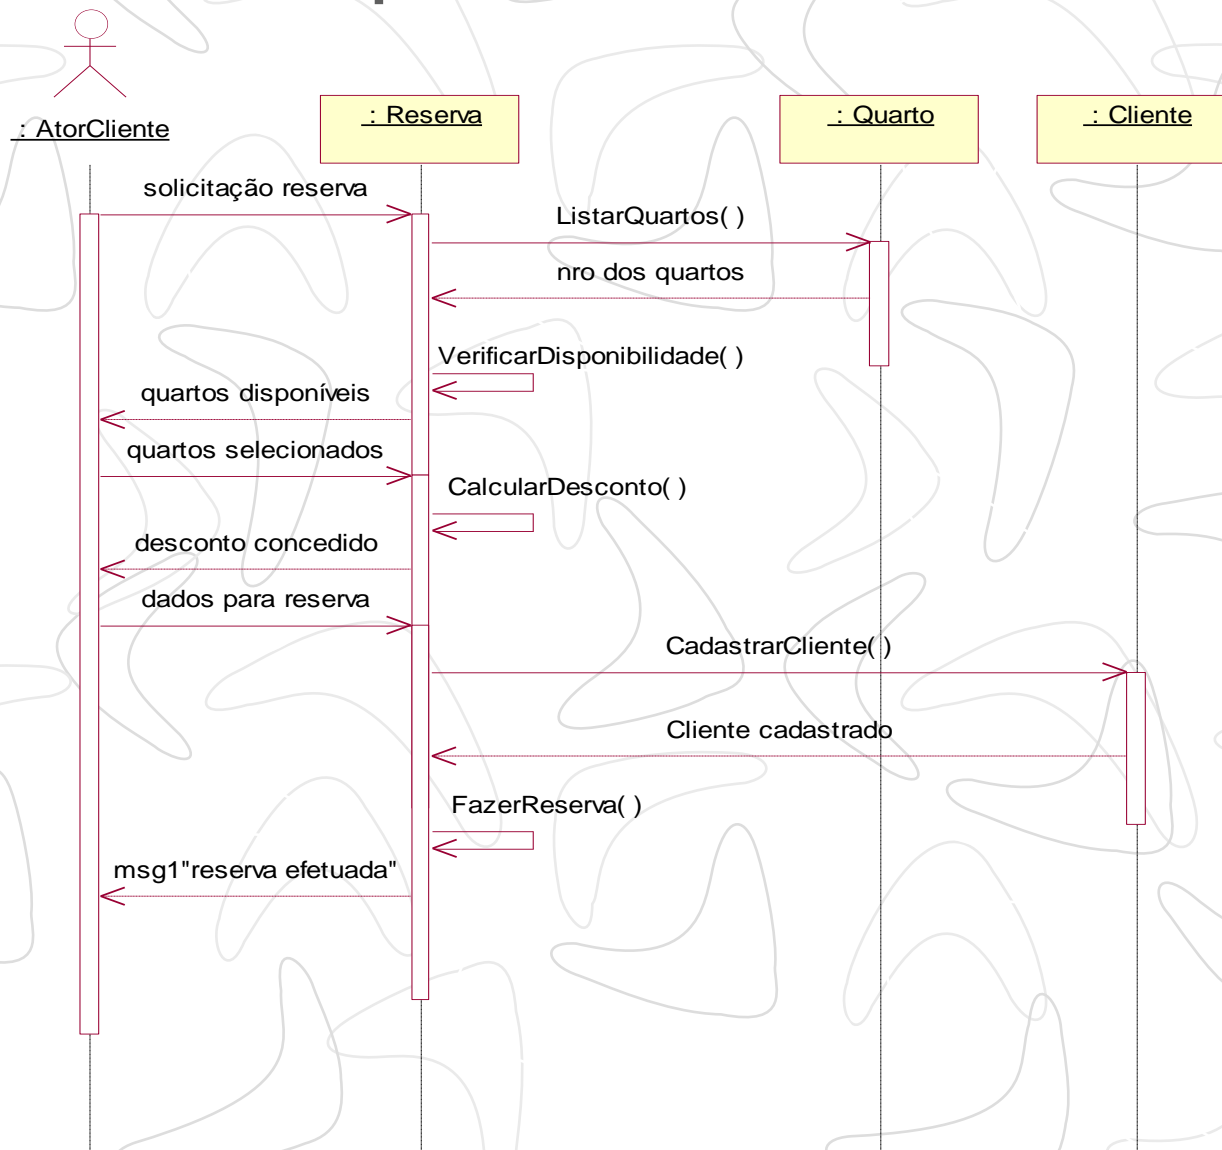 : AtorCliente
: Reserva
: Quarto
: Cliente
solicitação reserva
ListarQuartos( )
nro dos quartos
VerificarDisponibilidade( )
quartos disponíveis
quartos selecionados
CalcularDesconto( )
desconto concedido
dados para reserva
CadastrarCliente( )
Cliente cadastrado
FazerReserva( )
msg1"reserva efetuada"